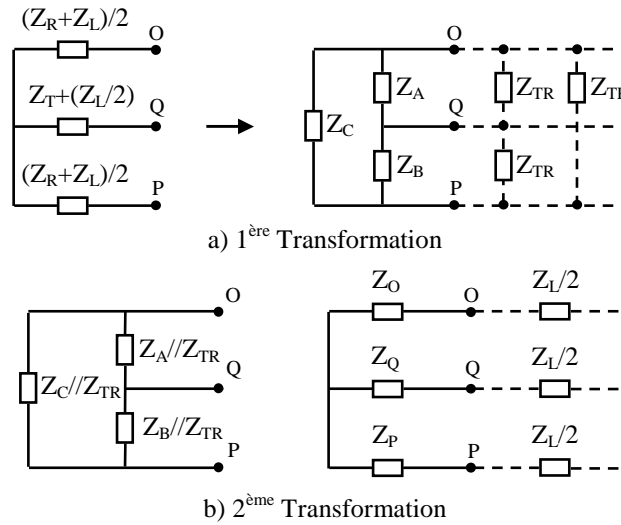 (Z_R+Z_L)/2
O
O
Z_T+(Z_L/2)
Q
Z_A
Z_TR
Z_TR
Z_C
Q
(Z_R+Z_L)/2
P
Z_B
Z_TR
P
a) 1ère Transformation
O
Z_O
O
Z_L/2
Z_A//Z_TR
Q
Z_C//Z_TR
Z_Q
Q
Z_L/2
Z_B//Z_TR
P
Z_P
P
Z_L/2
b) 2ème Transformation